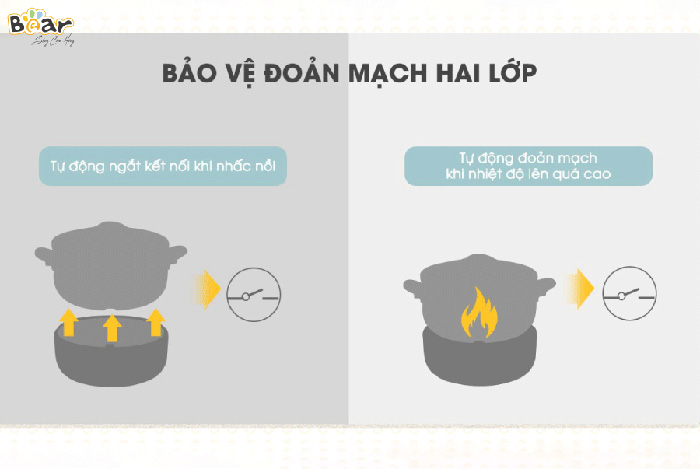 Bear
BẢO VỆ ĐOẢN MẠCH HAI LỚP
Tự động ngắt kết nối khi nhấc nồi
Tự động đoản mạch
khi nhiệt độ lên quá cao